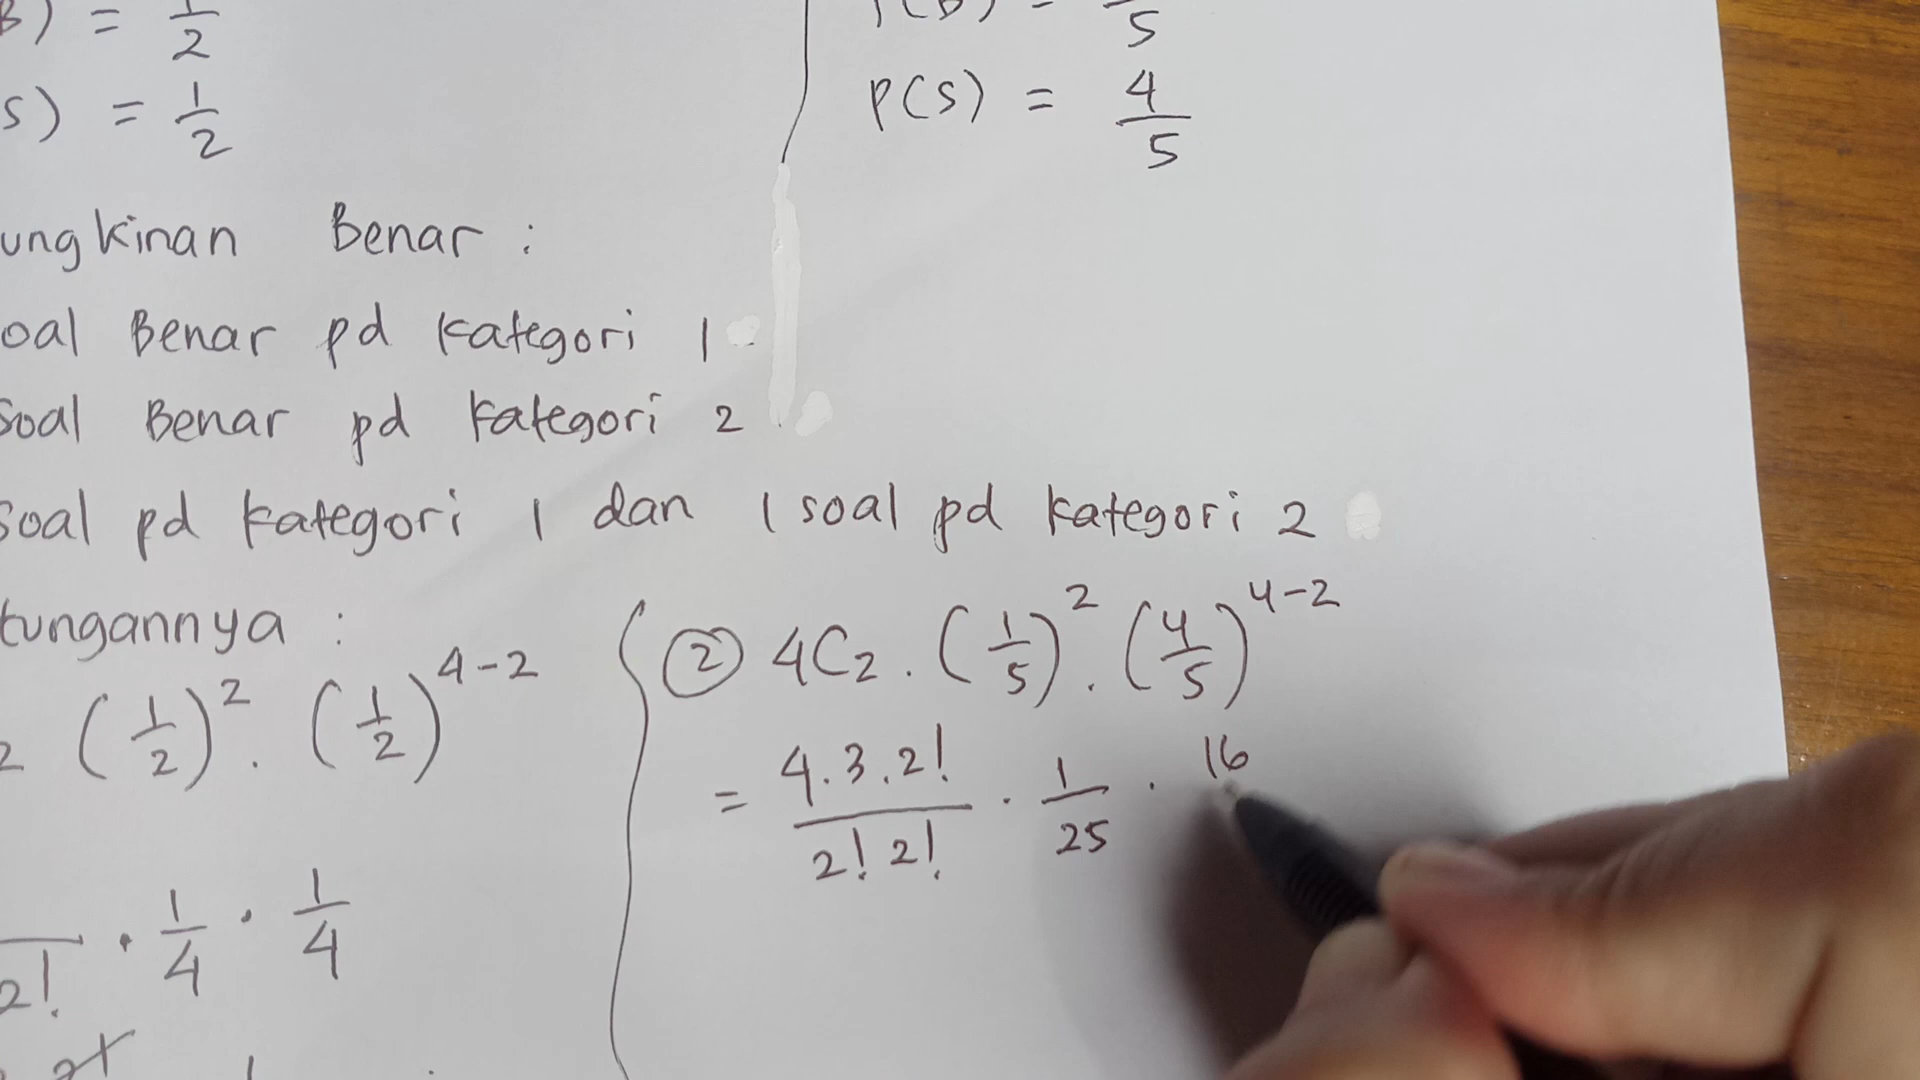 B) = 1/2
P(B) = 1/5
S) = 1/2
P(S) = 4/5
ungkinan Benar :
oal Benar pd kategori 1
soal Benar pd kategori 2
soal pd kategori 1 dan 1 soal pd kategori 2
tungannya :
2 (1/2)² . (1/2)⁴⁻²
② 4C₂ . (1/5)² . (4/5)⁴⁻²
= 4.3.2! / 2! 2! . 1/25 . 16
2! . 1/4 . 1/4